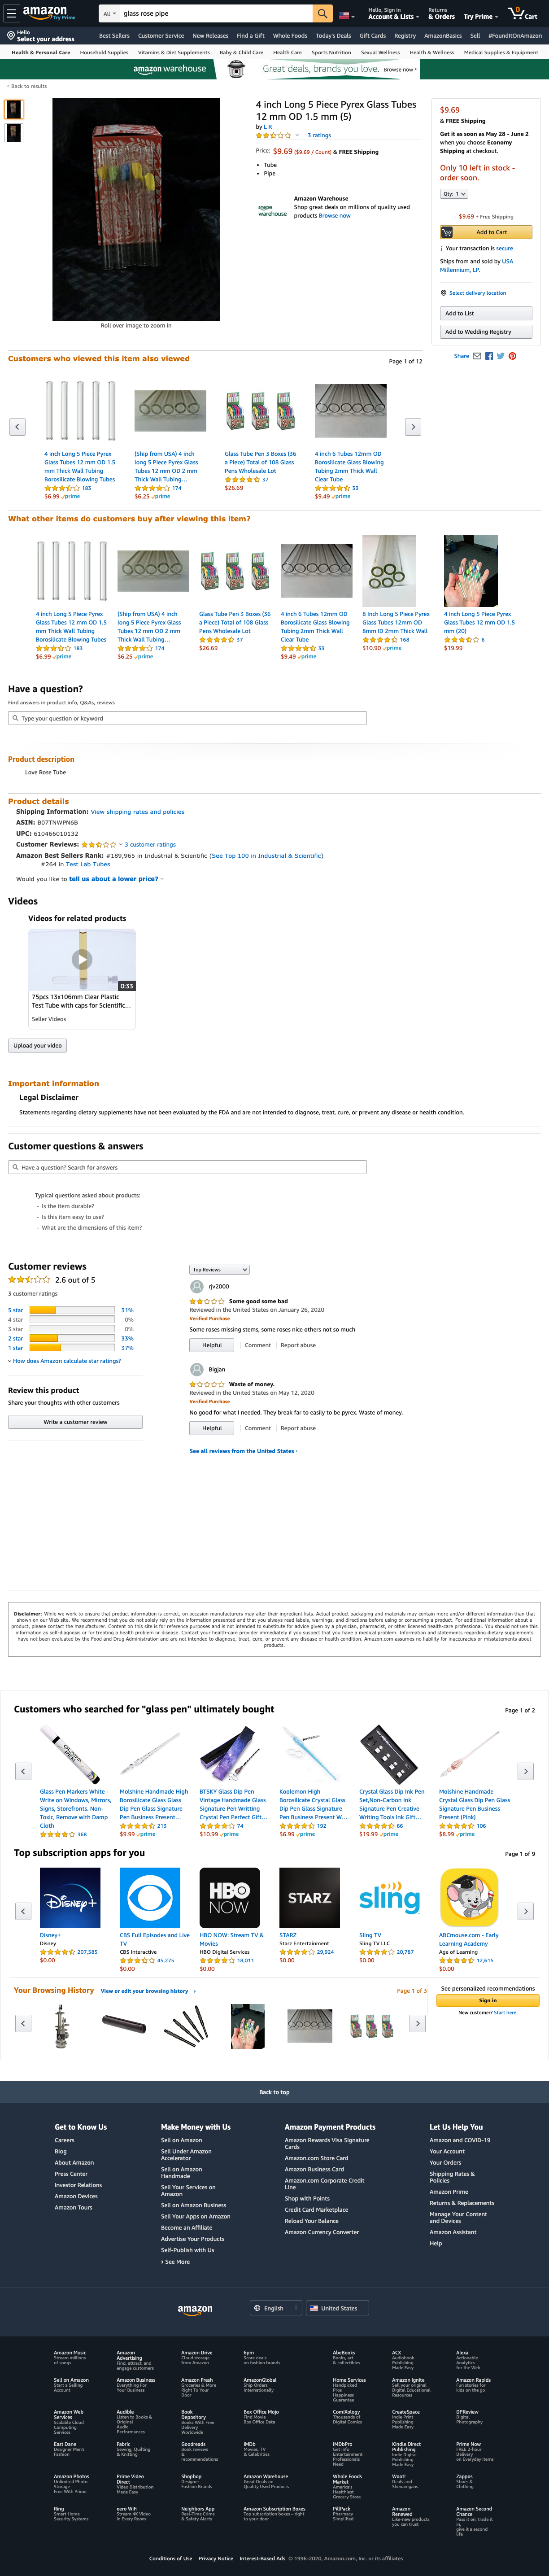 amazon
Try Prime
All
glass rose pipe
Hello, Sign in
Account & Lists
Returns
& Orders
Try Prime
0
Cart
Hello
Select your address
Best Sellers Customer Service New Releases Find a Gift Whole Foods Today's Deals Gift Cards Registry AmazonBasics Sell #FoundItOnAmazon
Health & Personal Care Household Supplies Vitamins & Diet Supplements Baby & Child Care Health Care Sports Nutrition Sexual Wellness Health & Wellness Medical Supplies & Equipment
amazon warehouse Great deals, brands you love. Browse now
‹ Back to results
4 inch Long 5 Piece Pyrex Glass Tubes
12 mm OD 1.5 mm (5)
by L R
3 ratings
Price: $9.69 ($9.69 / Count) & FREE Shipping
• Tube
• Pipe
Amazon Warehouse
Shop great deals on millions of quality used
products Browse now
warehouse
Roll over image to zoom in
$9.69
& FREE Shipping
Get it as soon as May 28 - June 2
when you choose Economy
Shipping at checkout.
Only 10 left in stock -
order soon.
Qty: 1
$9.69 + Free Shipping
Add to Cart
Your transaction is secure
Ships from and sold by USA
Millennium, LP.
Select delivery location
Add to List
Add to Wedding Registry
Share
Customers who viewed this item also viewed
Page 1 of 12
4 inch Long 5 Piece Pyrex
Glass Tubes 12 mm OD 1.5
mm Thick Wall Tubing
Borosilicate Blowing Tubes
183
$6.99 prime
(Ship from USA) 4 inch
long 5 Piece Pyrex Glass
Tubes 12 mm OD 2 mm
Thick Wall Tubing...
174
$6.25 prime
Glass Tube Pen 3 Boxes (36
a Piece) Total of 108 Glass
Pens Wholesale Lot
37
$26.69
4 inch 6 Tubes 12mm OD
Borosilicate Glass Blowing
Tubing 2mm Thick Wall
Clear Tube
33
$9.49 prime
What other items do customers buy after viewing this item?
4 inch Long 5 Piece Pyrex
Glass Tubes 12 mm OD 1.5
mm Thick Wall Tubing
Borosilicate Blowing Tubes
183
$6.99 prime
(Ship from USA) 4 inch
long 5 Piece Pyrex Glass
Tubes 12 mm OD 2 mm
Thick Wall Tubing...
174
$6.25 prime
Glass Tube Pen 3 Boxes (36
a Piece) Total of 108 Glass
Pens Wholesale Lot
37
$26.69
4 inch 6 Tubes 12mm OD
Borosilicate Glass Blowing
Tubing 2mm Thick Wall
Clear Tube
33
$9.49 prime
8 Inch Long 5 Piece Pyrex
Glass Tubes 12mm OD
8mm ID 2mm Thick Wall
168
$10.90 prime
4 inch Long 5 Piece Pyrex
Glass Tubes 12 mm OD 1.5
mm (20)
6
$19.99
Have a question?
Find answers in product info, Q&As, reviews
Type your question or keyword
Product description
Love Rose Tube
Product details
Shipping Information: View shipping rates and policies
ASIN: B07TNWPN6B
UPC: 610466010132
Customer Reviews: 3 customer ratings
Amazon Best Sellers Rank: #189,965 in Industrial & Scientific (See Top 100 in Industrial & Scientific)
#264 in Test Lab Tubes
Would you like to tell us about a lower price?
Videos
Videos for related products
0:33
75pcs 13x106mm Clear Plastic
Test Tube with caps for Scientific...
Seller Videos
Upload your video
Important information
Legal Disclaimer
Statements regarding dietary supplements have not been evaluated by the FDA and are not intended to diagnose, treat, cure, or prevent any disease or health condition.
Customer questions & answers
Have a question? Search for answers
Typical questions asked about products:
- Is the item durable?
- Is this item easy to use?
- What are the dimensions of this item?
Customer reviews
2.6 out of 5
3 customer ratings
5 star 31%
4 star 0%
3 star 0%
2 star 33%
1 star 37%
How does Amazon calculate star ratings?
Review this product
Share your thoughts with other customers
Write a customer review
Top Reviews
rjv2000
Some good some bad
Reviewed in the United States on January 26, 2020
Verified Purchase
Some roses missing stems, some roses nice others not so much
Helpful Comment Report abuse
Bigjan
Waste of money.
Reviewed in the United States on May 12, 2020
Verified Purchase
No good for what I needed. They break far to easily to be pyrex. Waste of money.
Helpful Comment Report abuse
See all reviews from the United States ›
Disclaimer: While we work to ensure that product information is correct, on occasion manufacturers may alter their ingredient lists. Actual product packaging and materials may contain more and/or different information than that
shown on our Web site. We recommend that you do not solely rely on the information presented and that you always read labels, warnings, and directions before using or consuming a product. For additional information about a
product, please contact the manufacturer. Content on this site is for reference purposes and is not intended to substitute for advice given by a physician, pharmacist, or other licensed health-care professional. You should not use this
information as self-diagnosis or for treating a health problem or disease. Contact your health-care provider immediately if you suspect that you have a medical problem. Information and statements regarding dietary supplements
have not been evaluated by the Food and Drug Administration and are not intended to diagnose, treat, cure, or prevent any disease or health condition. Amazon.com assumes no liability for inaccuracies or misstatements about
products.
Customers who searched for "glass pen" ultimately bought
Page 1 of 2
Glass Pen Markers White -
Write on Windows, Mirrors,
Signs, Storefronts. Non-
Toxic, Remove with Damp
Cloth
368
Molshine Handmade High
Borosilicate Glass Glass
Dip Pen Glass Signature
Pen Business Present...
213
$9.99 prime
BTSKY Glass Dip Pen
Vintage Handmade Glass
Signature Pen Writting
Crystal Pen Perfect Gift...
74
$10.99 prime
Koolemon High
Borosilicate Crystal Glass
Dip Pen Glass Signature
Pen Business Present W...
192
$6.99 prime
Crystal Glass Dip Ink Pen
Set,Non-Carbon Ink
Signature Pen Creative
Writing Tools Ink Gift...
66
$19.99 prime
Molshine Handmade
Crystal Glass Dip Pen Glass
Signature Pen Business
Present (Pink)
106
$8.99 prime
Top subscription apps for you
Page 1 of 9
Disney+
HBO
NOW
STARZ
sling
Disney+
Disney
207,585
$0.00
CBS Full Episodes and Live
TV
CBS Interactive
45,275
$0.00
HBO NOW: Stream TV &
Movies
HBO Digital Services
18,011
$0.00
STARZ
Starz Entertainment
29,924
$0.00
Sling TV
Sling TV LLC
20,787
$0.00
ABCmouse.com - Early
Learning Academy
Age of Learning
12,615
$0.00
Your Browsing History View or edit your browsing history ›
Page 1 of 3
See personalized recommendations
Sign in
New customer? Start here.
Back to top
Get to Know Us
Careers
Blog
About Amazon
Press Center
Investor Relations
Amazon Devices
Amazon Tours
Make Money with Us
Sell on Amazon
Sell Under Amazon
Accelerator
Sell on Amazon
Handmade
Sell Your Services on
Amazon
Sell on Amazon Business
Sell Your Apps on Amazon
Become an Affiliate
Advertise Your Products
Self-Publish with Us
› See More
Amazon Payment Products
Amazon Rewards Visa Signature
Cards
Amazon.com Store Card
Amazon Business Card
Amazon.com Corporate Credit
Line
Shop with Points
Credit Card Marketplace
Reload Your Balance
Amazon Currency Converter
Let Us Help You
Amazon and COVID-19
Your Account
Your Orders
Shipping Rates &
Policies
Amazon Prime
Returns & Replacements
Manage Your Content
and Devices
Amazon Assistant
Help
amazon
English
United States
Amazon Music
Stream millions
of songs
Amazon
Advertising
Find, attract, and
engage customers
Amazon Drive
Cloud storage
from Amazon
6pm
Score deals
on fashion brands
AbeBooks
Books, art
& collectibles
ACX
Audiobook
Publishing
Made Easy
Alexa
Actionable
Analytics
for the Web
Sell on Amazon
Start a Selling
Account
Amazon Business
Everything For
Your Business
Amazon Fresh
Groceries & More
Right To Your
Door
AmazonGlobal
Ship Orders
Internationally
Home Services
Handpicked
Pros
Happiness
Guarantee
Amazon Ignite
Sell your original
Digital Educational
Resources
Amazon Rapids
Fun stories for
kids on the go
Amazon Web
Services
Scalable Cloud
Computing
Services
Audible
Listen to Books &
Original
Audio
Performances
Book
Depository
Books With Free
Delivery
Worldwide
Box Office Mojo
Find Movie
Box Office Data
ComiXology
Thousands of
Digital Comics
CreateSpace
Indie Print
Publishing
Made Easy
DPReview
Digital
Photography
East Dane
Designer Men's
Fashion
Fabric
Sewing, Quilting
& Knitting
Goodreads
Book reviews
&
recommendations
IMDb
Movies, TV
& Celebrities
IMDbPro
Get Info
Entertainment
Professionals
Need
Kindle Direct
Publishing
Indie Digital
Publishing
Made Easy
Prime Now
FREE 2-hour
Delivery
on Everyday Items
Amazon Photos
Unlimited Photo
Storage
Free With Prime
Prime Video
Direct
Video Distribution
Made Easy
Shopbop
Designer
Fashion Brands
Amazon Warehouse
Great Deals on
Quality Used Products
Whole Foods
Market
America's
Healthiest
Grocery Store
Woot!
Deals and
Shenanigans
Zappos
Shoes &
Clothing
Ring
Smart Home
Security Systems
eero WiFi
Stream 4K Video
in Every Room
Neighbors App
Real-Time Crime
& Safety Alerts
Amazon Subscription Boxes
Top subscription boxes – right
to your door
PillPack
Pharmacy
Simplified
Amazon
Renewed
Like-new products
you can trust
Amazon Second
Chance
Pass it on, trade it
in,
give it a second
life
Conditions of Use Privacy Notice Interest-Based Ads © 1996-2020, Amazon.com, Inc. or its affiliates